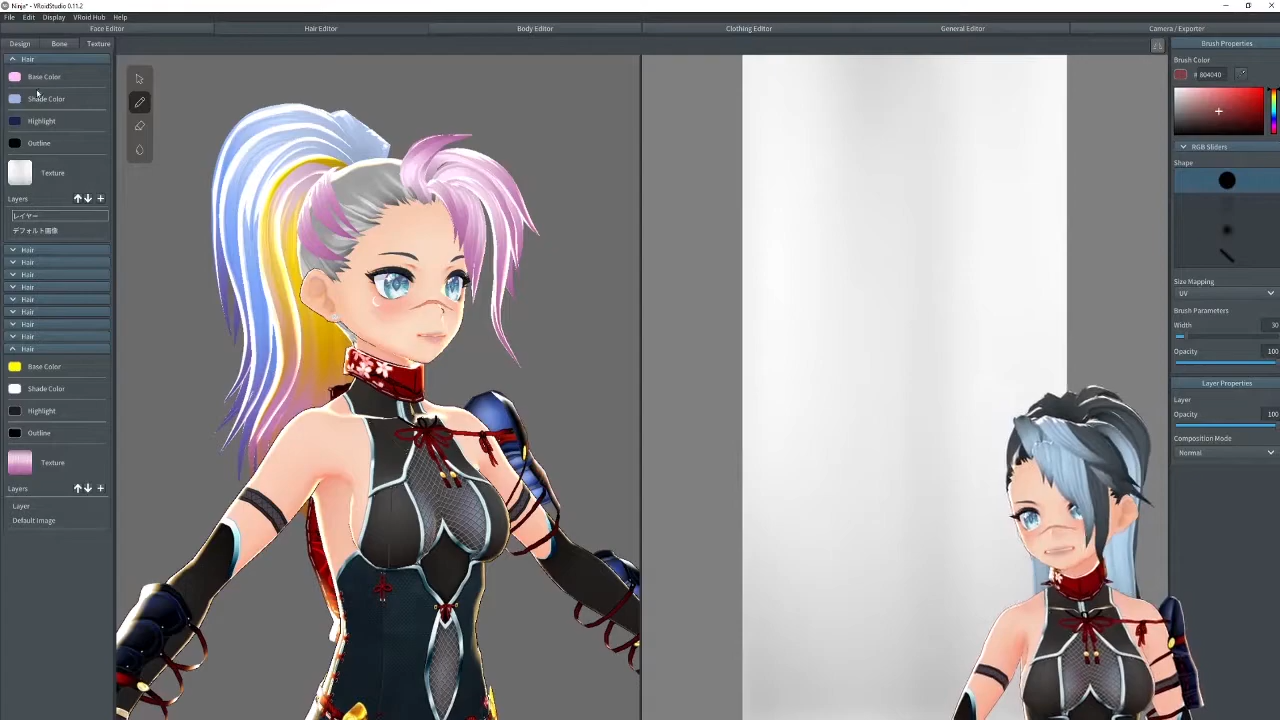 Ninja* - VRoidStudio 0.11.2
File Edit Display VRoid Hub Help
Face Editor Hair Editor Body Editor Clothing Editor General Editor Camera / Exporter
Design Bone Texture
Hair
Base Color
Shade Color
Highlight
Outline
Texture
Layers
レイヤー
デフォルト画像
Hair
Hair
Hair
Hair
Hair
Hair
Hair
Hair
Hair
Base Color
Shade Color
Highlight
Outline
Texture
Layers
Layer
Default Image
Brush Properties
Brush Color
# 804040
RGB Sliders
Shape
Size Mapping
UV
Brush Parameters
Width 30
Opacity 100
Layer Properties
Layer
Opacity 100
Composition Mode
Normal